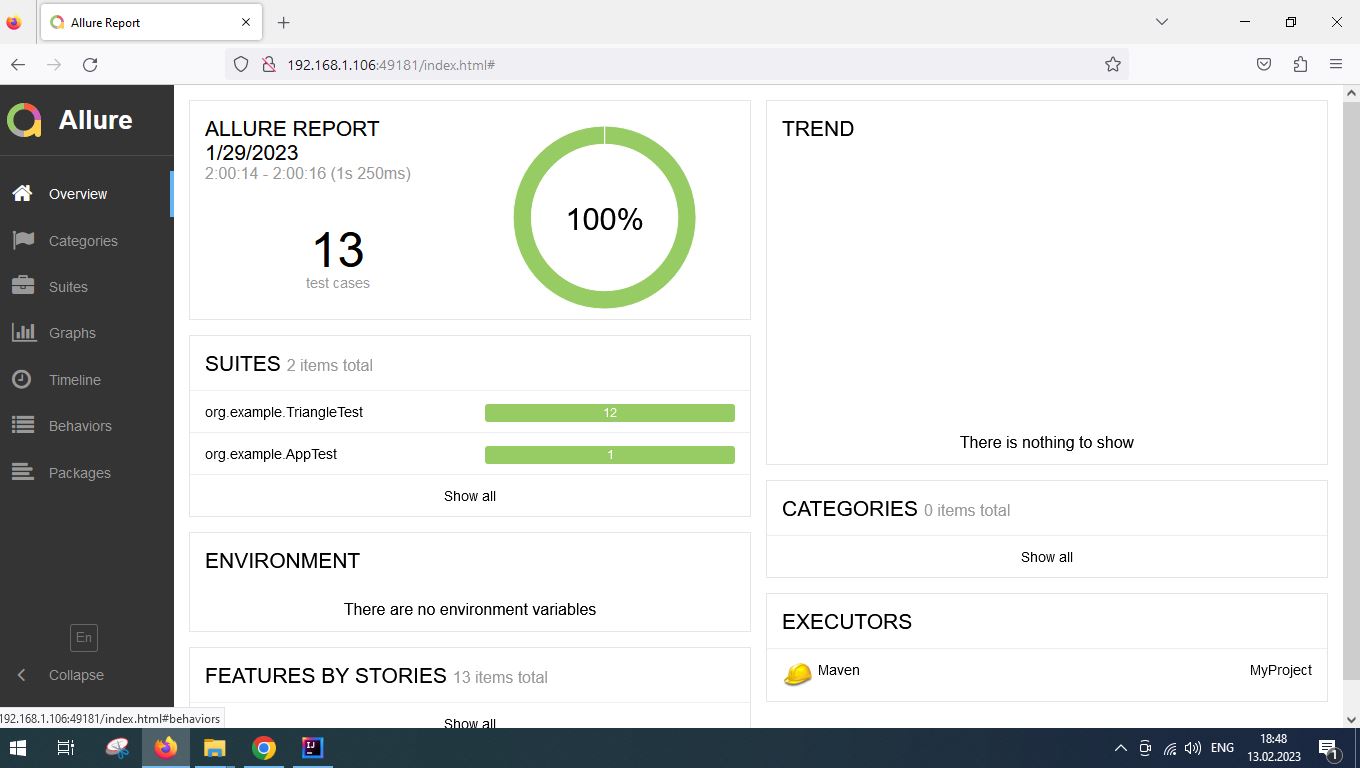 Allure Report
192.168.1.106:49181/index.html#
Allure
Overview
Categories
Suites
Graphs
Timeline
Behaviors
Packages
En
Collapse
192.168.1.106:49181/index.html#behaviors
ALLURE REPORT
1/29/2023
2:00:14 - 2:00:16 (1s 250ms)
13
test cases
100%
SUITES 2 items total
org.example.TriangleTest 12
org.example.AppTest 1
Show all
ENVIRONMENT
There are no environment variables
FEATURES BY STORIES 13 items total
Show all
TREND
There is nothing to show
CATEGORIES 0 items total
Show all
EXECUTORS
Maven MyProject
IJ
ENG
18:48
13.02.2023
1